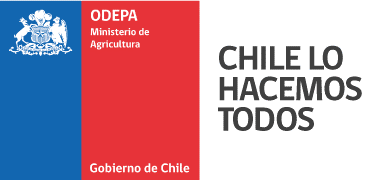 ODEPA
Ministerio de
Agricultura
Gobierno de Chile
CHILE LO
HACEMOS
TODOS